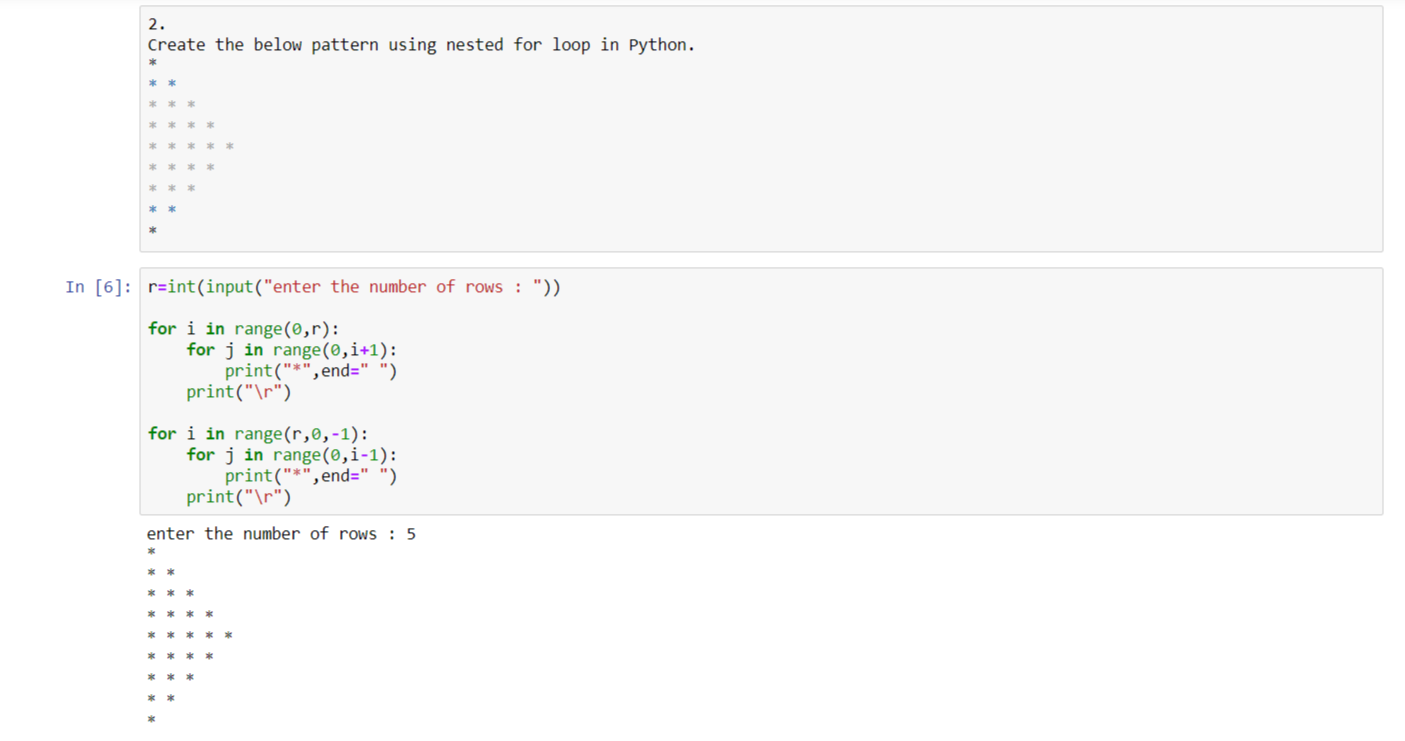 2.
Create the below pattern using nested for loop in Python.
*
* *
* * *
* * * *
* * * * *
* * * *
* * *
* *
*
In [6]: r=int(input("enter the number of rows : "))
for i in range(0,r):
    for j in range(0,i+1):
        print("*",end=" ")
    print("\r")
for i in range(r,0,-1):
    for j in range(0,i-1):
        print("*",end=" ")
    print("\r")
enter the number of rows : 5
*
* *
* * *
* * * *
* * * * *
* * * *
* * *
* *
*